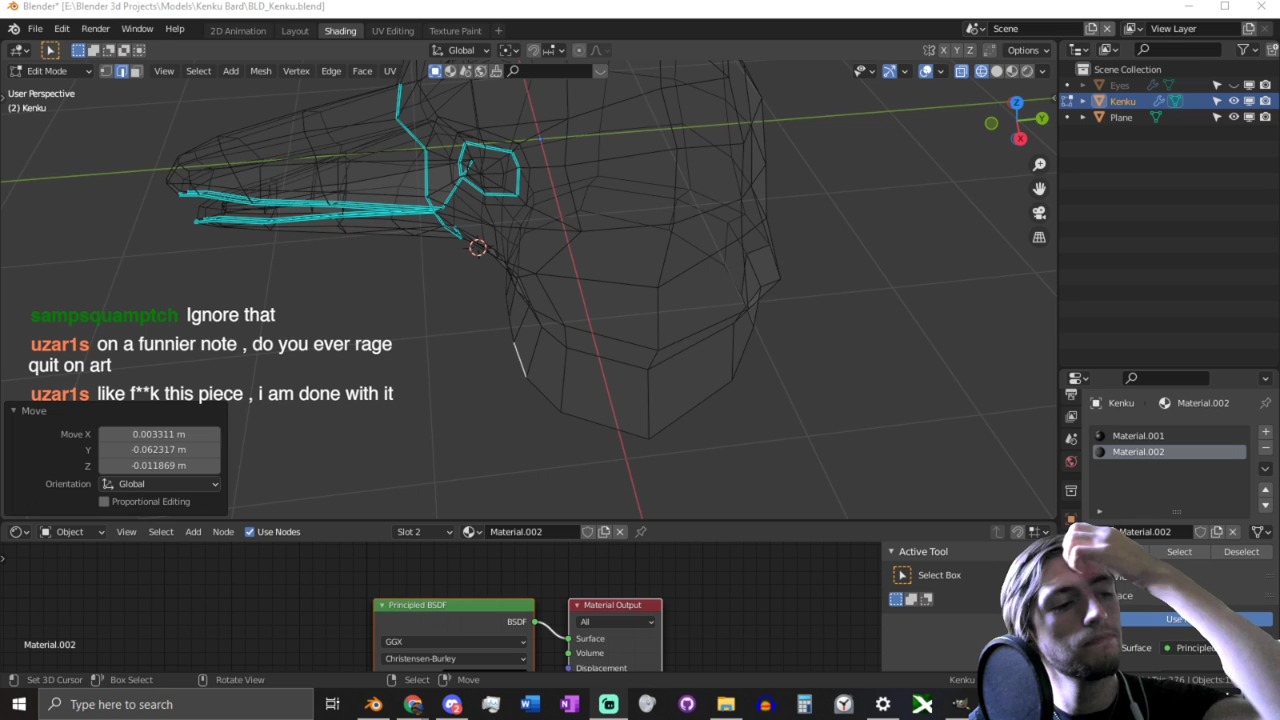 Blender* [E:\Blender 3d Projects\Models\Kenku Bard\BLD_Kenku.blend]
File Edit Render Window Help
2D Animation Layout Shading UV Editing Texture Paint +
Scene
View Layer
Global
X Y Z
Options
Edit Mode
View Select Add Mesh Vertex Edge Face UV
User Perspective
(2) Kenku
Z
Y
X
Scene Collection
Eyes
Kenku
Plane
sampsquamptch Ignore that
uzar1s on a funnier note , do you ever rage
quit on art
uzar1s like f**k this piece , i am done with it
Move
Move X 0.003311 m
Y -0.062317 m
Z -0.011869 m
Orientation Global
Proportional Editing
Kenku Material.002
Material.001
Material.002
Material.002
Select Deselect
Surface
Object View Select Add Node Use Nodes Slot 2 Material.002
Active Tool
Select Box
Principled BSDF
BSDF
GGX
Christensen-Burley
Material Output
All
Surface
Volume
Displacement
Material.002
Set 3D Cursor Box Select Rotate View Select Move
Kenku
Type here to search